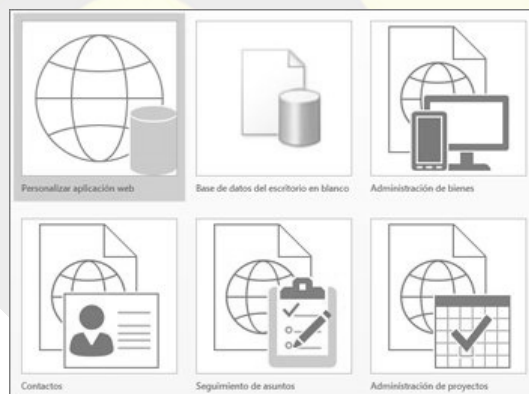 Personalizar aplicación web
Base de datos del escritorio en blanco
Administración de bienes
Contactos
Seguimiento de asuntos
Administración de proyectos